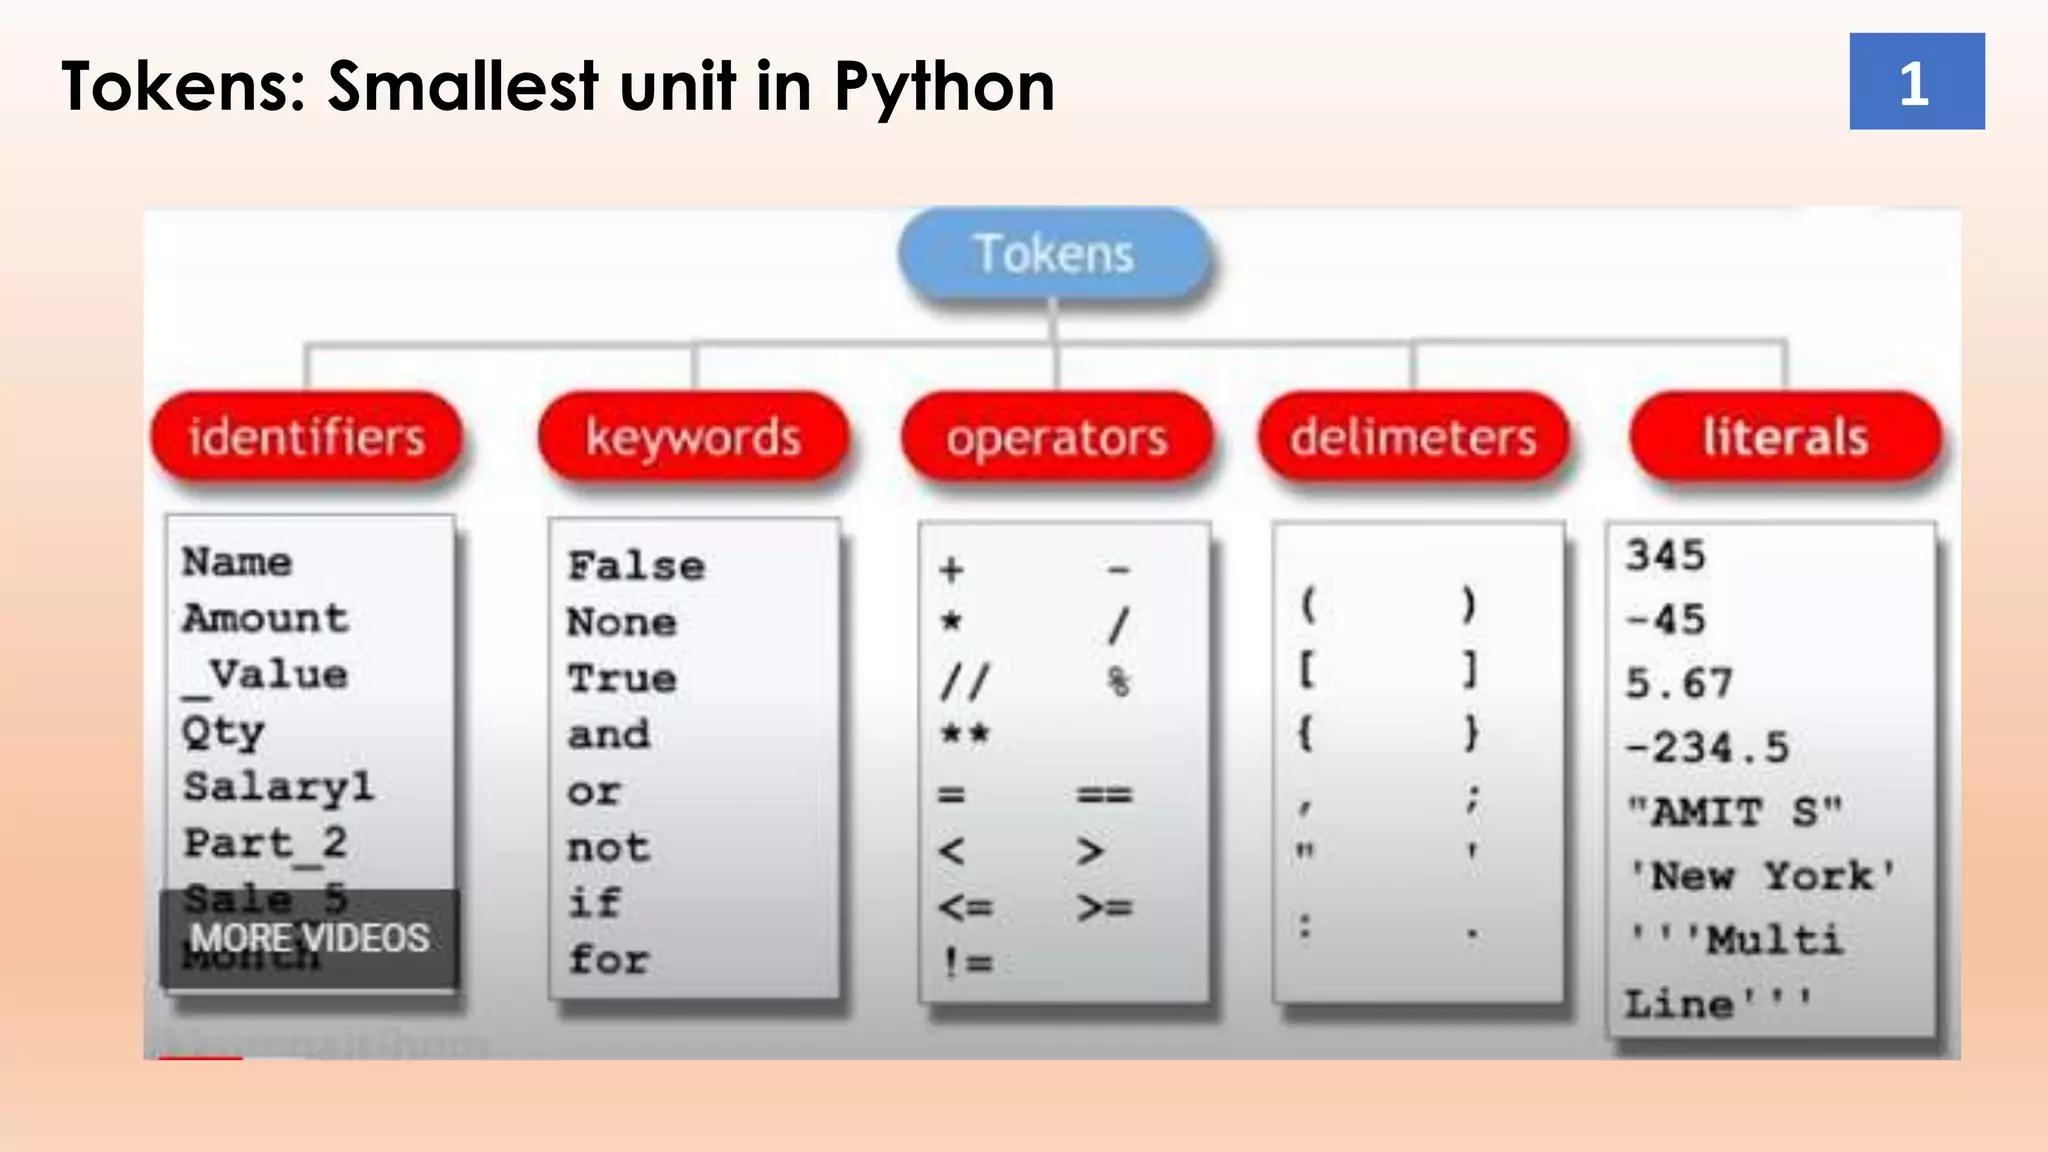 Tokens: Smallest unit in Python
1
Tokens
identifiers
keywords
operators
delimeters
literals
Name
Amount
_Value
Qty
Salary1
Part_2
Sale_5
Month
MORE VIDEOS
False
None
True
and
or
not
if
for
+ -
* /
// %
**
= ==
< >
<= >=
!=
( )
[ ]
{ }
, ;
" '
: .
345
-45
5.67
-234.5
"AMIT S"
'New York'
'''Multi
Line'''